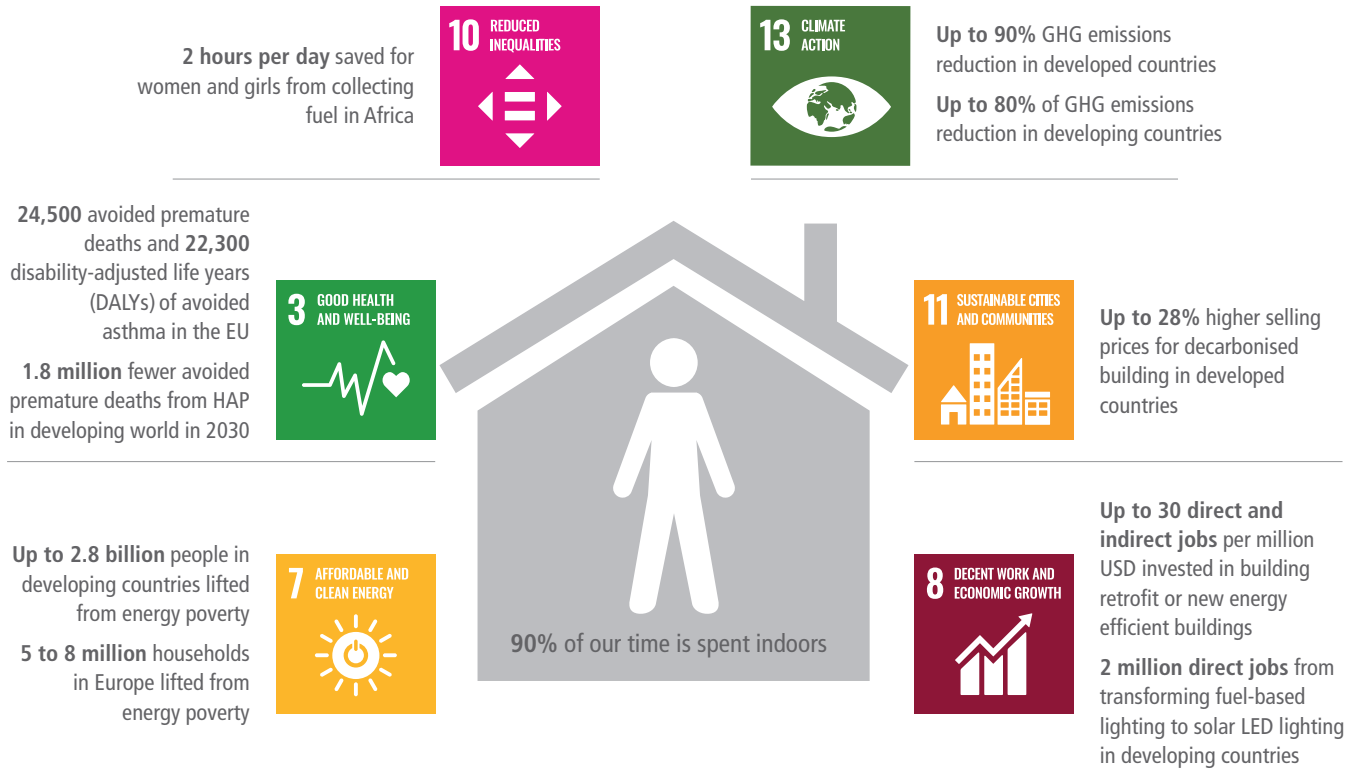 2 hours per day saved for
women and girls from collecting
fuel in Africa
10 REDUCED
INEQUALITIES
13 CLIMATE
ACTION
Up to 90% GHG emissions
reduction in developed countries
Up to 80% of GHG emissions
reduction in developing countries
24,500 avoided premature
deaths and 22,300
disability-adjusted life years
(DALYs) of avoided
asthma in the EU
1.8 million fewer avoided
premature deaths from HAP
in developing world in 2030
3 GOOD HEALTH
AND WELL-BEING
11 SUSTAINABLE CITIES
AND COMMUNITIES
Up to 28% higher selling
prices for decarbonised
building in developed
countries
Up to 2.8 billion people in
developing countries lifted
from energy poverty
5 to 8 million households
in Europe lifted from
energy poverty
7 AFFORDABLE AND
CLEAN ENERGY
90% of our time is spent indoors
8 DECENT WORK AND
ECONOMIC GROWTH
Up to 30 direct and
indirect jobs per million
USD invested in building
retrofit or new energy
efficient buildings
2 million direct jobs from
transforming fuel-based
lighting to solar LED lighting
in developing countries